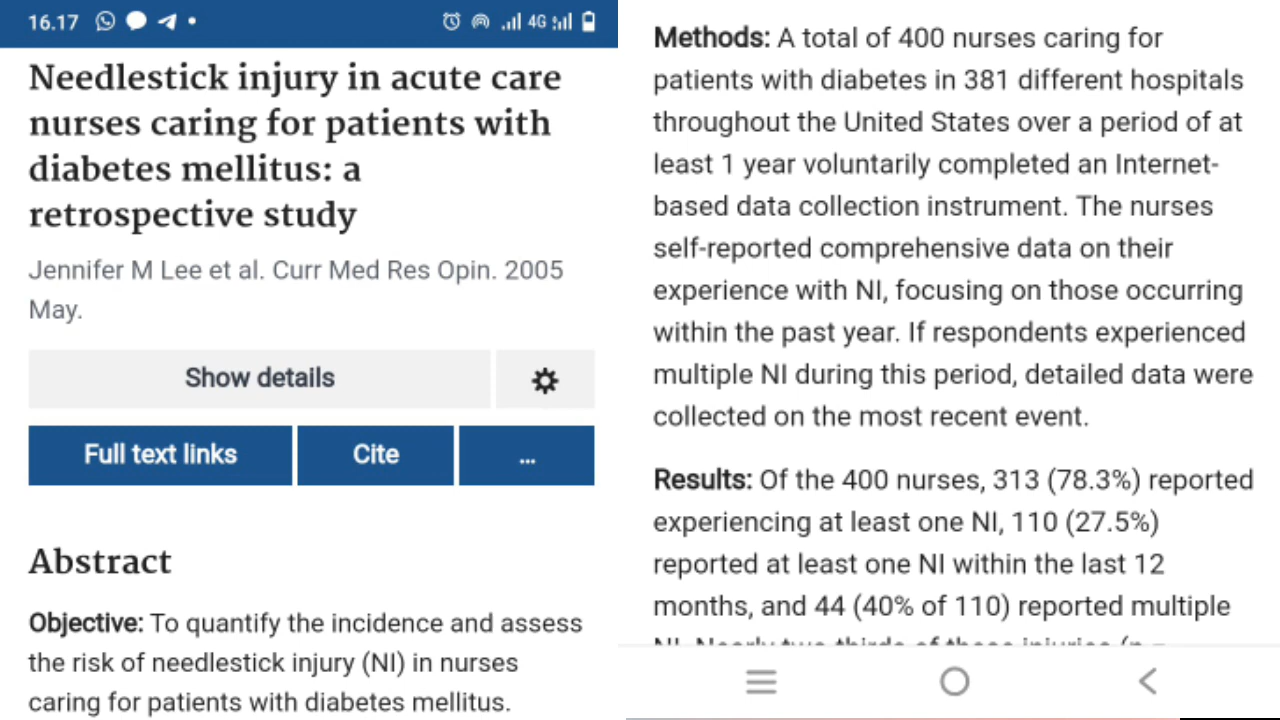 16.17
4G
Needlestick injury in acute care
nurses caring for patients with
diabetes mellitus: a
retrospective study
Jennifer M Lee et al. Curr Med Res Opin. 2005
May.
Show details
Full text links
Cite
...
Abstract
Objective: To quantify the incidence and assess
the risk of needlestick injury (NI) in nurses
caring for patients with diabetes mellitus.
Methods: A total of 400 nurses caring for
patients with diabetes in 381 different hospitals
throughout the United States over a period of at
least 1 year voluntarily completed an Internet-
based data collection instrument. The nurses
self-reported comprehensive data on their
experience with NI, focusing on those occurring
within the past year. If respondents experienced
multiple NI during this period, detailed data were
collected on the most recent event.
Results: Of the 400 nurses, 313 (78.3%) reported
experiencing at least one NI, 110 (27.5%)
reported at least one NI within the last 12
months, and 44 (40% of 110) reported multiple
NI. Nearly two-thirds of these injuries (n =